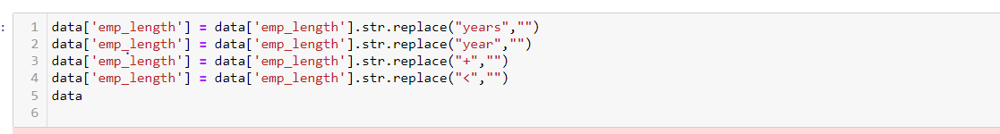 :
1 data['emp_length'] = data['emp_length'].str.replace("years","")
2 data['emp_length'] = data['emp_length'].str.replace("year","")
3 data['emp_length'] = data['emp_length'].str.replace("+","")
4 data['emp_length'] = data['emp_length'].str.replace("<","")
5 data
6